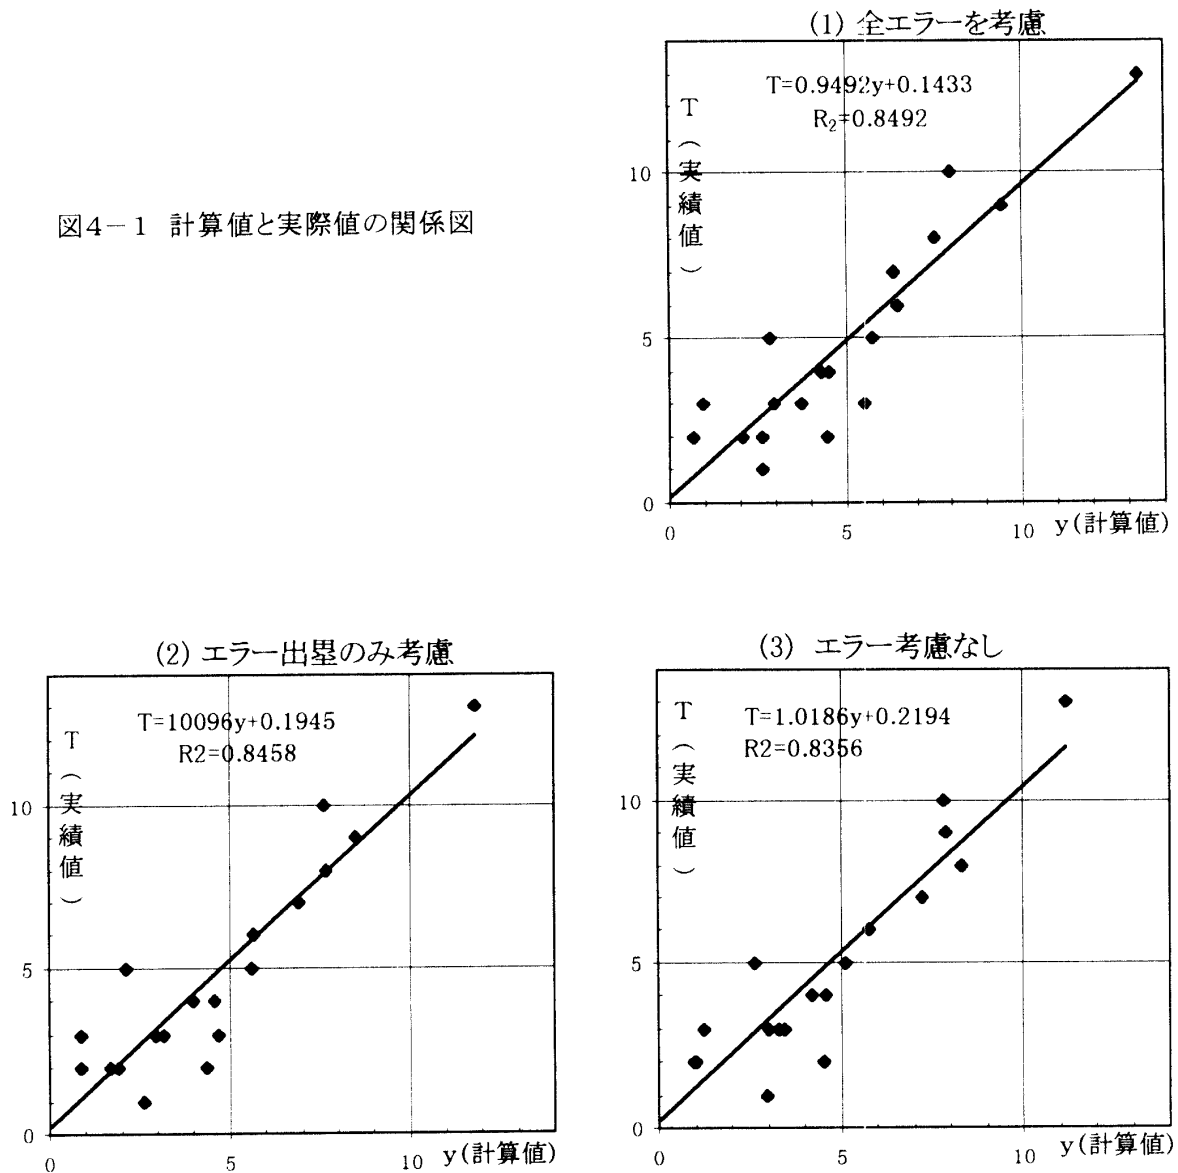 (1) 全エラーを考慮
T=0.9492y+0.1433
R₂=0.8492
T(実績値)
10
5
0
0
5
10
y(計算値)
図4－1 計算値と実際値の関係図
(2) エラー出塁のみ考慮
T=10096y+0.1945
R2=0.8458
T(実績値)
10
5
0
0
5
10
y(計算値)
(3) エラー考慮なし
T=1.0186y+0.2194
R2=0.8356
T(実績値)
10
5
0
0
5
10
y(計算値)